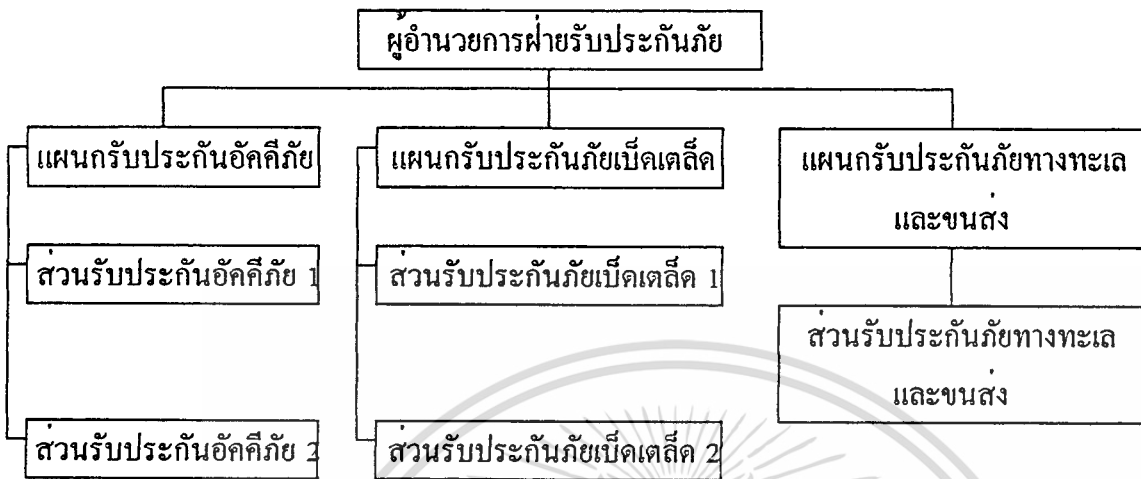 ผู้อำนวยการฝ่ายรับประกันภัย
แผนกรับประกันอัคคีภัย
แผนกรับประกันภัยเบ็ดเตล็ด
แผนกรับประกันภัยทางทะเล
และขนส่ง
ส่วนรับประกันอัคคีภัย 1
ส่วนรับประกันภัยเบ็ดเตล็ด 1
ส่วนรับประกันภัยทางทะเล
และขนส่ง
ส่วนรับประกันอัคคีภัย 2
ส่วนรับประกันภัยเบ็ดเตล็ด 2